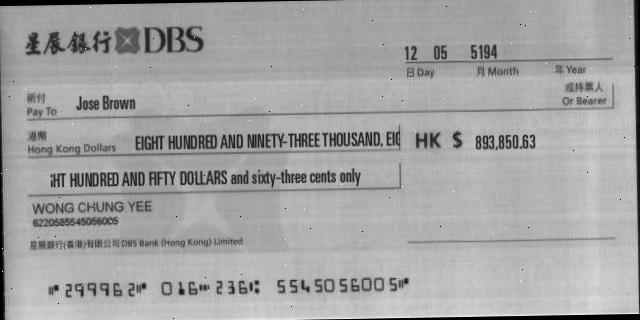 星展銀行 DBS
12 05 5194
日 Day 月 Month 年 Year
祈付
Pay To Jose Brown
或持票人
Or Bearer
港幣
Hong Kong Dollars EIGHT HUNDRED AND NINETY-THREE THOUSAND, EIG
HK $ 893,850.63
HT HUNDRED AND FIFTY DOLLARS and sixty-three cents only
WONG CHUNG YEE
6220585545056005
星展銀行(香港)有限公司 DBS Bank (Hong Kong) Limited
⑈299962⑈ 016⑉236⑆ 5545056005⑈